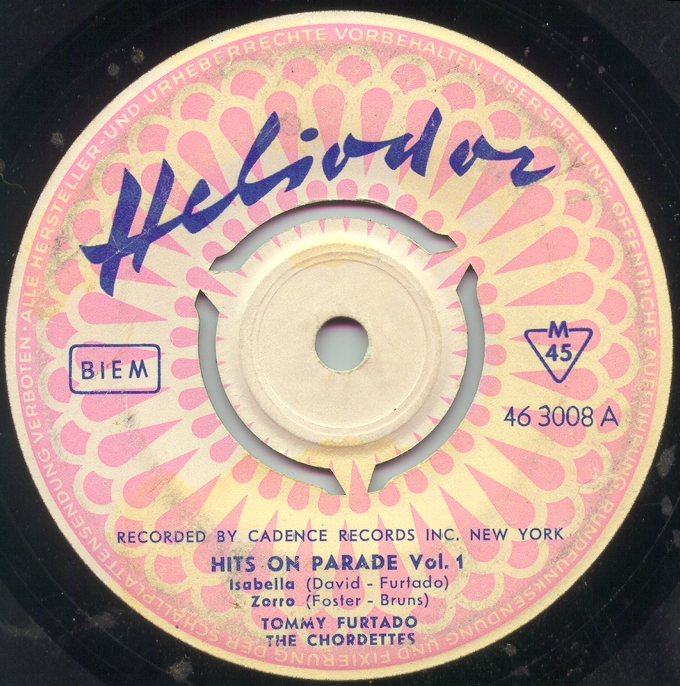 ALLE HERSTELLER- UND URHEBERRECHTE VORBEHALTEN · ÜBERSPIELUNG, ÖFFENTLICHE AUFFÜHRUNG · RUNDFUNKSENDUNG UND FIXIERUNG DER SCHALLPLATTENSENDUNG VERBOTEN ·
Heliodor
BIEM
M
45
46 3008 A
RECORDED BY CADENCE RECORDS INC. NEW YORK
HITS ON PARADE Vol. 1
Isabella (David - Furtado)
Zorro (Foster - Bruns)
TOMMY FURTADO
THE CHORDETTES